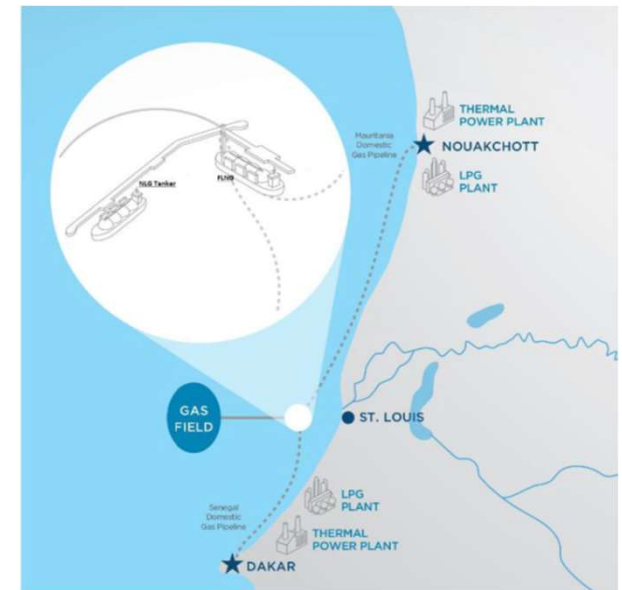 THERMAL
POWER PLANT
Mauritania
Domestic
Gas Pipeline
NOUAKCHOTT
LPG
PLANT
FLNG
NLG Tanker
GAS
FIELD
ST. LOUIS
LPG
PLANT
Senegal
Domestic
Gas Pipeline
THERMAL
POWER PLANT
DAKAR